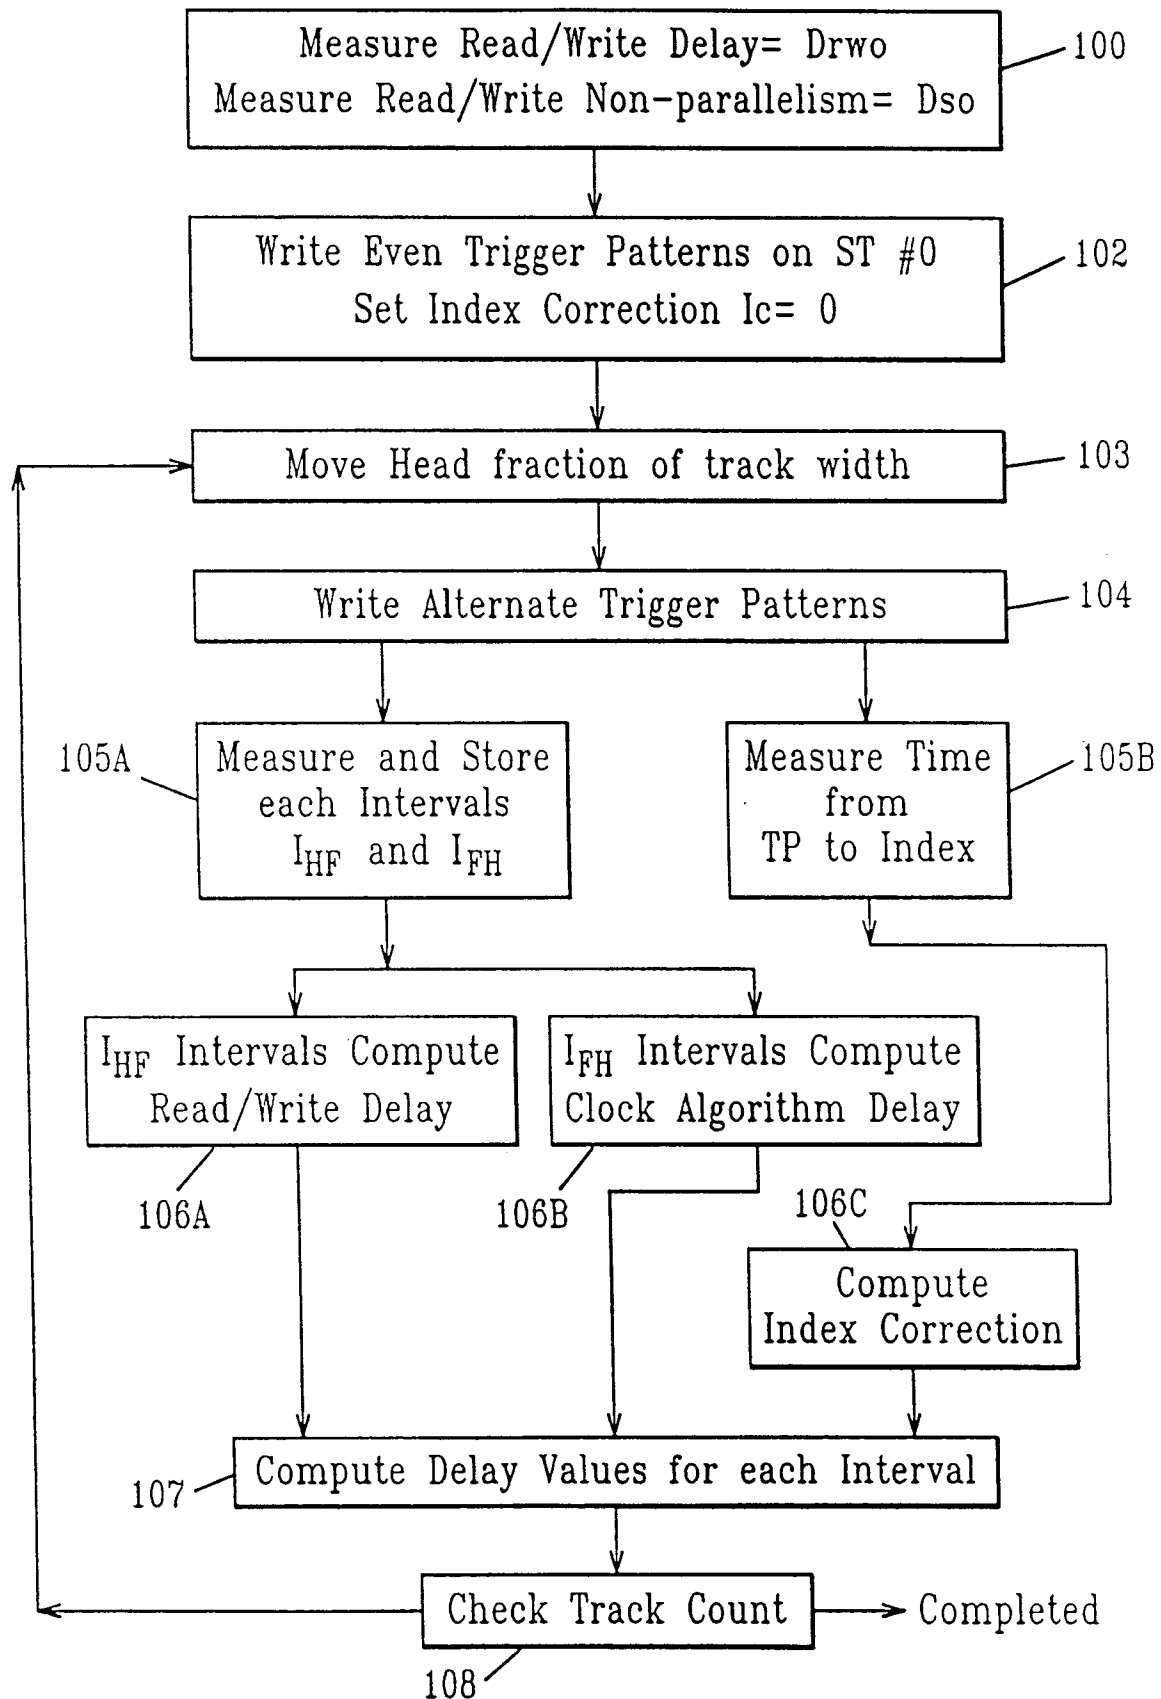 Measure Read/Write Delay= Drwo
Measure Read/Write Non-parallelism= Dso
100
Write Even Trigger Patterns on ST #0
Set Index Correction Ic= 0
102
Move Head fraction of track width
103
Write Alternate Trigger Patterns
104
105A
Measure and Store
each Intervals
I_HF and I_FH
Measure Time
from
TP to Index
105B
I_HF Intervals Compute
Read/Write Delay
106A
I_FH Intervals Compute
Clock Algorithm Delay
106B
106C
Compute
Index Correction
107
Compute Delay Values for each Interval
Check Track Count
Completed
108